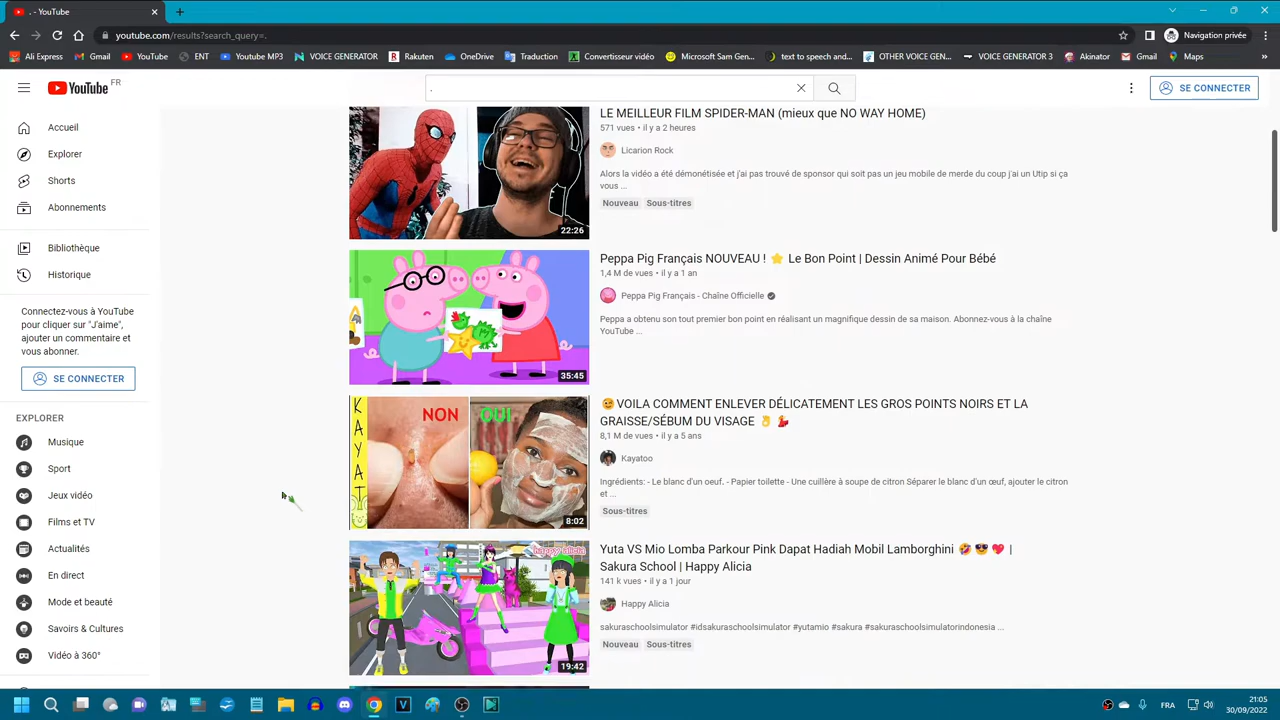 . - YouTube
youtube.com/results?search_query=.
Navigation privée
Ali Express
Gmail
YouTube
ENT
Youtube MP3
VOICE GENERATOR
Rakuten
OneDrive
Traduction
Convertisseur vidéo
Microsoft Sam Gen...
text to speech and...
OTHER VOICE GEN...
VOICE GENERATOR 3
Akinator
Gmail
Maps
YouTube FR
.
SE CONNECTER
Accueil
Explorer
Shorts
Abonnements
Bibliothèque
Historique
Connectez-vous à YouTube
pour cliquer sur "J'aime",
ajouter un commentaire et
vous abonner.
SE CONNECTER
EXPLORER
Musique
Sport
Jeux vidéo
Films et TV
Actualités
En direct
Mode et beauté
Savoirs & Cultures
Vidéo à 360°
22:26
LE MEILLEUR FILM SPIDER-MAN (mieux que NO WAY HOME)
571 vues • il y a 2 heures
Licarion Rock
Alors la vidéo a été démonétisée et j'ai pas trouvé de sponsor qui soit pas un jeu mobile de merde du coup j'ai un Utip si ça
vous ...
Nouveau Sous-titres
35:45
Peppa Pig Français NOUVEAU ! ⭐ Le Bon Point | Dessin Animé Pour Bébé
1,4 M de vues • il y a 1 an
Peppa Pig Français - Chaîne Officielle
Peppa a obtenu son tout premier bon point en réalisant un magnifique dessin de sa maison. Abonnez-vous à la chaîne
YouTube ...
KAYAT
NON
OUI
8:02
😉VOILA COMMENT ENLEVER DÉLICATEMENT LES GROS POINTS NOIRS ET LA
GRAISSE/SÉBUM DU VISAGE 👌 💃
8,1 M de vues • il y a 5 ans
Kayatoo
Ingrédients: - Le blanc d'oeuf. - Papier toilette - Une cuillère à soupe de citron Séparer le blanc d'un œuf, ajouter le citron
et ...
Sous-titres
happy alicia
19:42
Yuta VS Mio Lomba Parkour Pink Dapat Hadiah Mobil Lamborghini 🤣 😎 💖 |
Sakura School | Happy Alicia
141 k vues • il y a 1 jour
Happy Alicia
sakuraschoolsimulator #idsakuraschoolsimulator #yutamio #sakura #sakuraschoolsimulatorindonesia ...
Nouveau Sous-titres
FRA
21:05
30/09/2022